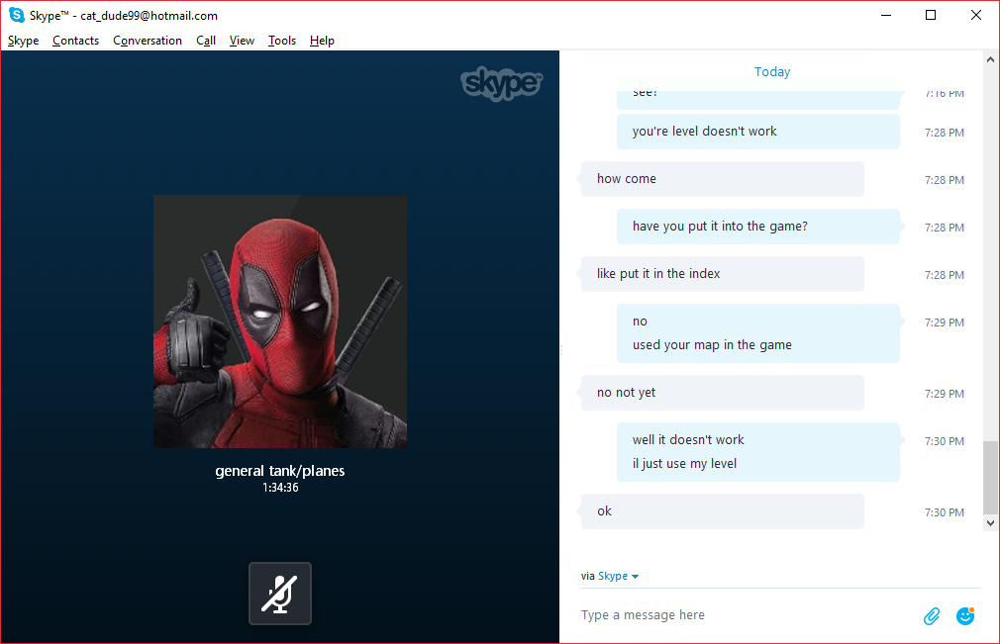 Skype™ - cat_dude99@hotmail.com
Skype Contacts Conversation Call View Tools Help
skype
general tank/planes
1:34:36
Today
see? 7:16 PM
you're level doesn't work 7:28 PM
how come 7:28 PM
have you put it into the game? 7:28 PM
like put it in the index 7:28 PM
no 7:29 PM
used your map in the game
no not yet 7:29 PM
well it doesn't work 7:30 PM
il just use my level
ok 7:30 PM
via Skype
Type a message here